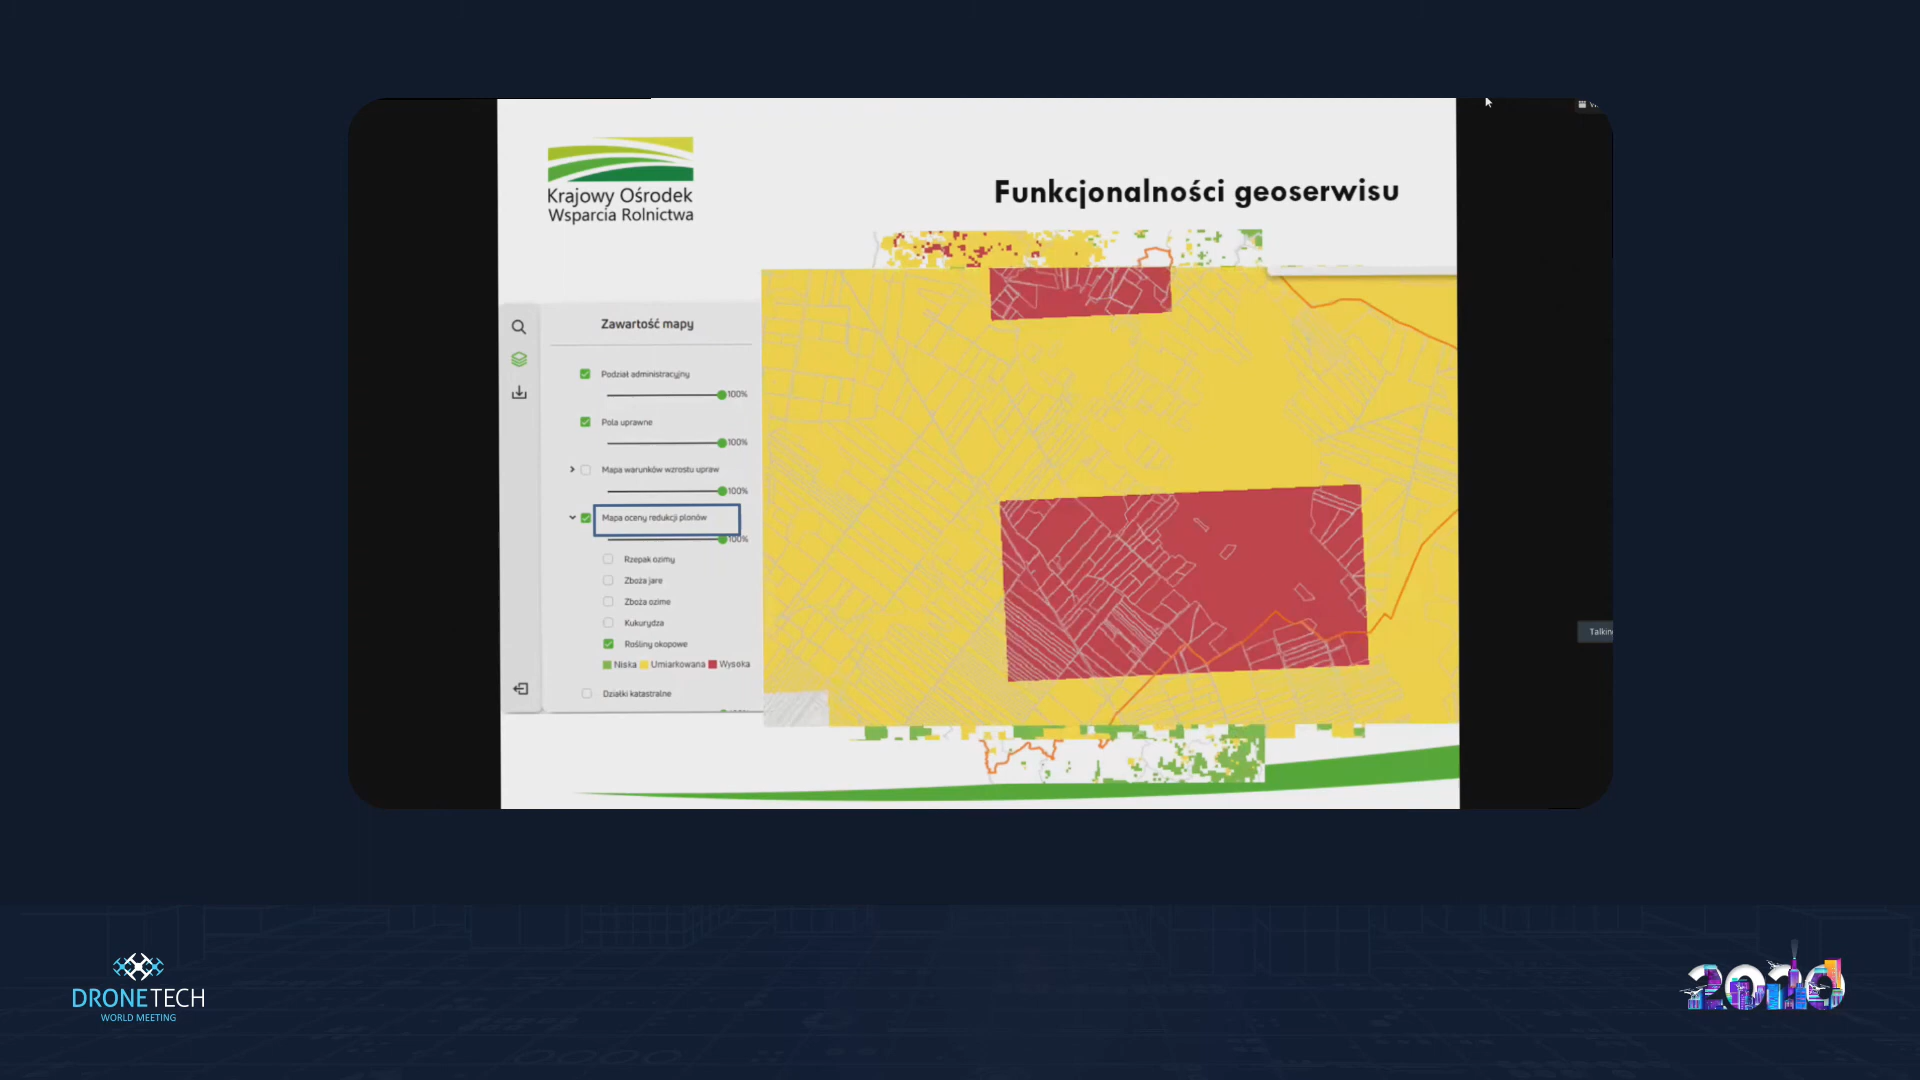 Krajowy Ośrodek
Wsparcia Rolnictwa
Funkcjonalności geoserwisu
Zawartość mapy
Podział administracyjny
100%
Pola uprawne
100%
Mapa warunków wzrostu upraw
100%
Mapa oceny redukcji plonów
100%
Rzepak ozimy
Zboża jare
Zboża ozime
Kukurydza
Rośliny okopowe
Niska Umiarkowana Wysoka
Działki katastralne
DRONETECH
WORLD MEETING
2020